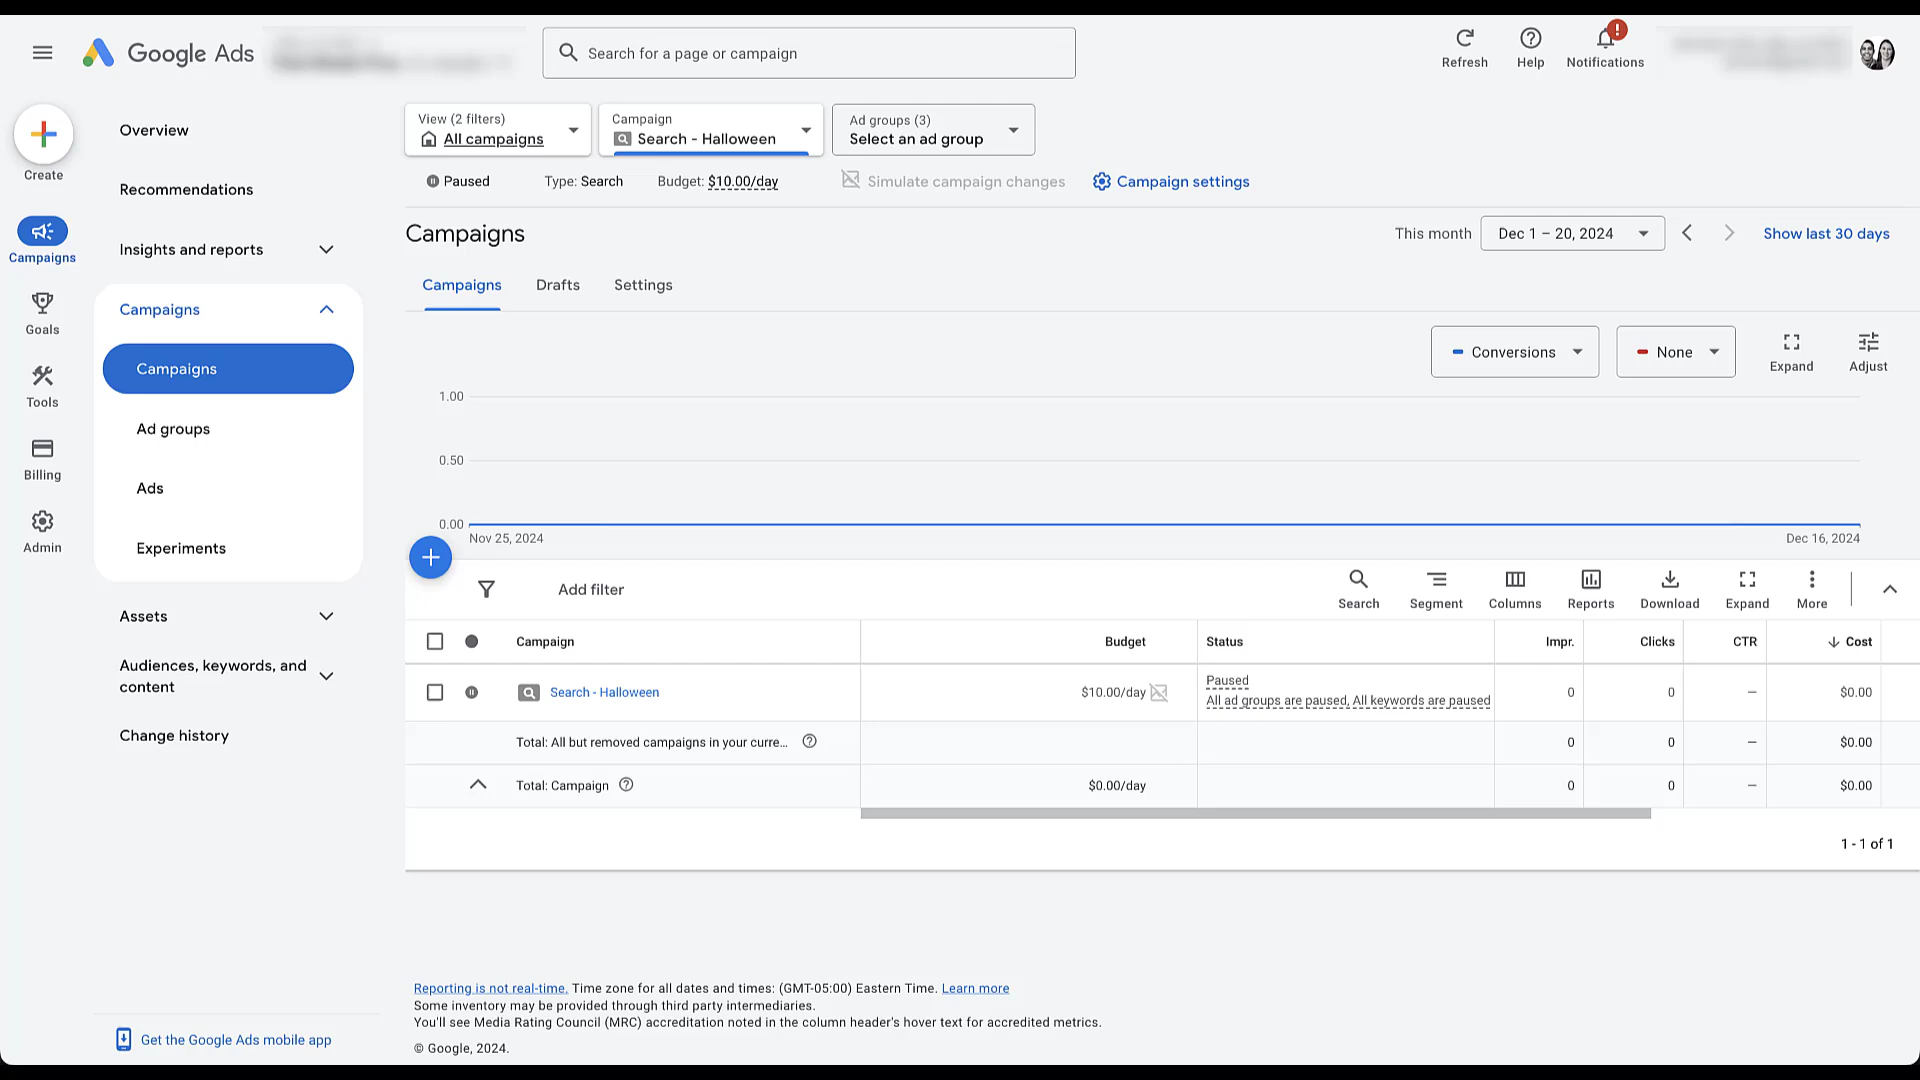 Google Ads
Search for a page or campaign
Refresh
Help
!
Notifications
Create
Campaigns
Goals
Tools
Billing
Admin
Overview
Recommendations
Insights and reports
Campaigns
Campaigns
Ad groups
Ads
Experiments
Assets
Audiences, keywords, and
content
Change history
Get the Google Ads mobile app
View (2 filters)
All campaigns
Campaign
Search - Halloween
Ad groups (3)
Select an ad group
Paused
Type: Search
Budget: $10.00/day
Simulate campaign changes
Campaign settings
Campaigns
This month
Dec 1 – 20, 2024
Show last 30 days
Campaigns
Drafts
Settings
Conversions
None
Expand
Adjust
1.00
0.50
0.00
Nov 25, 2024
Dec 16, 2024
Add filter
Search
Segment
Columns
Reports
Download
Expand
More
Campaign
Budget
Status
Impr.
Clicks
CTR
Cost
Search - Halloween
$10.00/day
Paused
All ad groups are paused, All keywords are paused
0
0
–
$0.00
Total: All but removed campaigns in your curre...
0
0
–
$0.00
Total: Campaign
$0.00/day
0
0
–
$0.00
1 - 1 of 1
Reporting is not real-time. Time zone for all dates and times: (GMT-05:00) Eastern Time. Learn more
Some inventory may be provided through third party intermediaries.
You'll see Media Rating Council (MRC) accreditation noted in the column header's hover text for accredited metrics.
© Google, 2024.